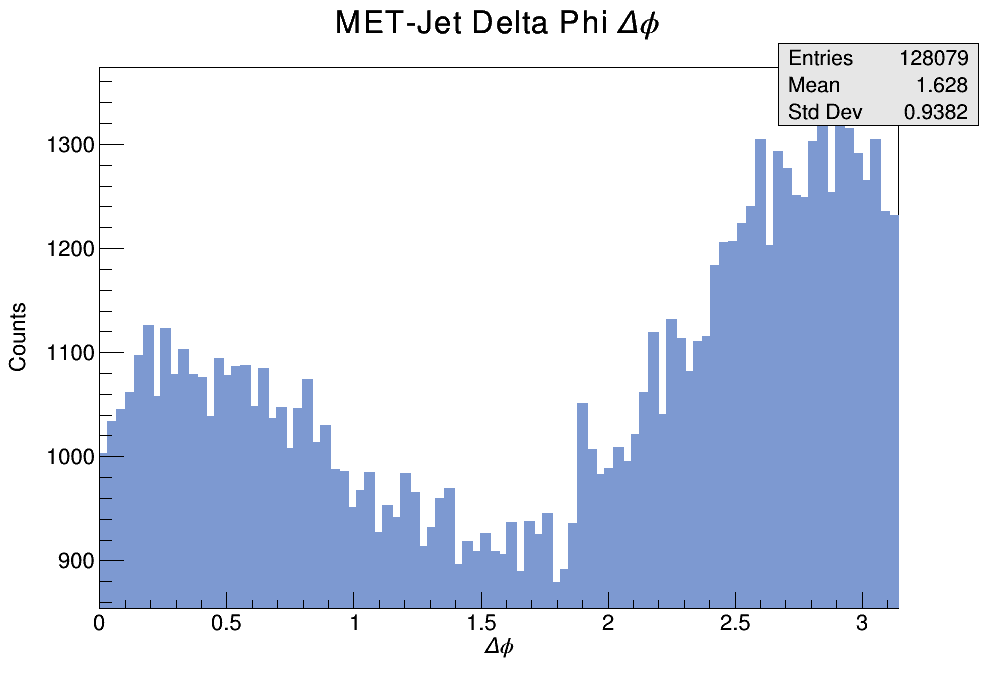 MET-Jet Delta Phi Δϕ
Entries 128079
Mean 1.628
Std Dev 0.9382
1300
1200
1100
1000
900
Counts
0 0.5 1 1.5 2 2.5 3
Δϕ